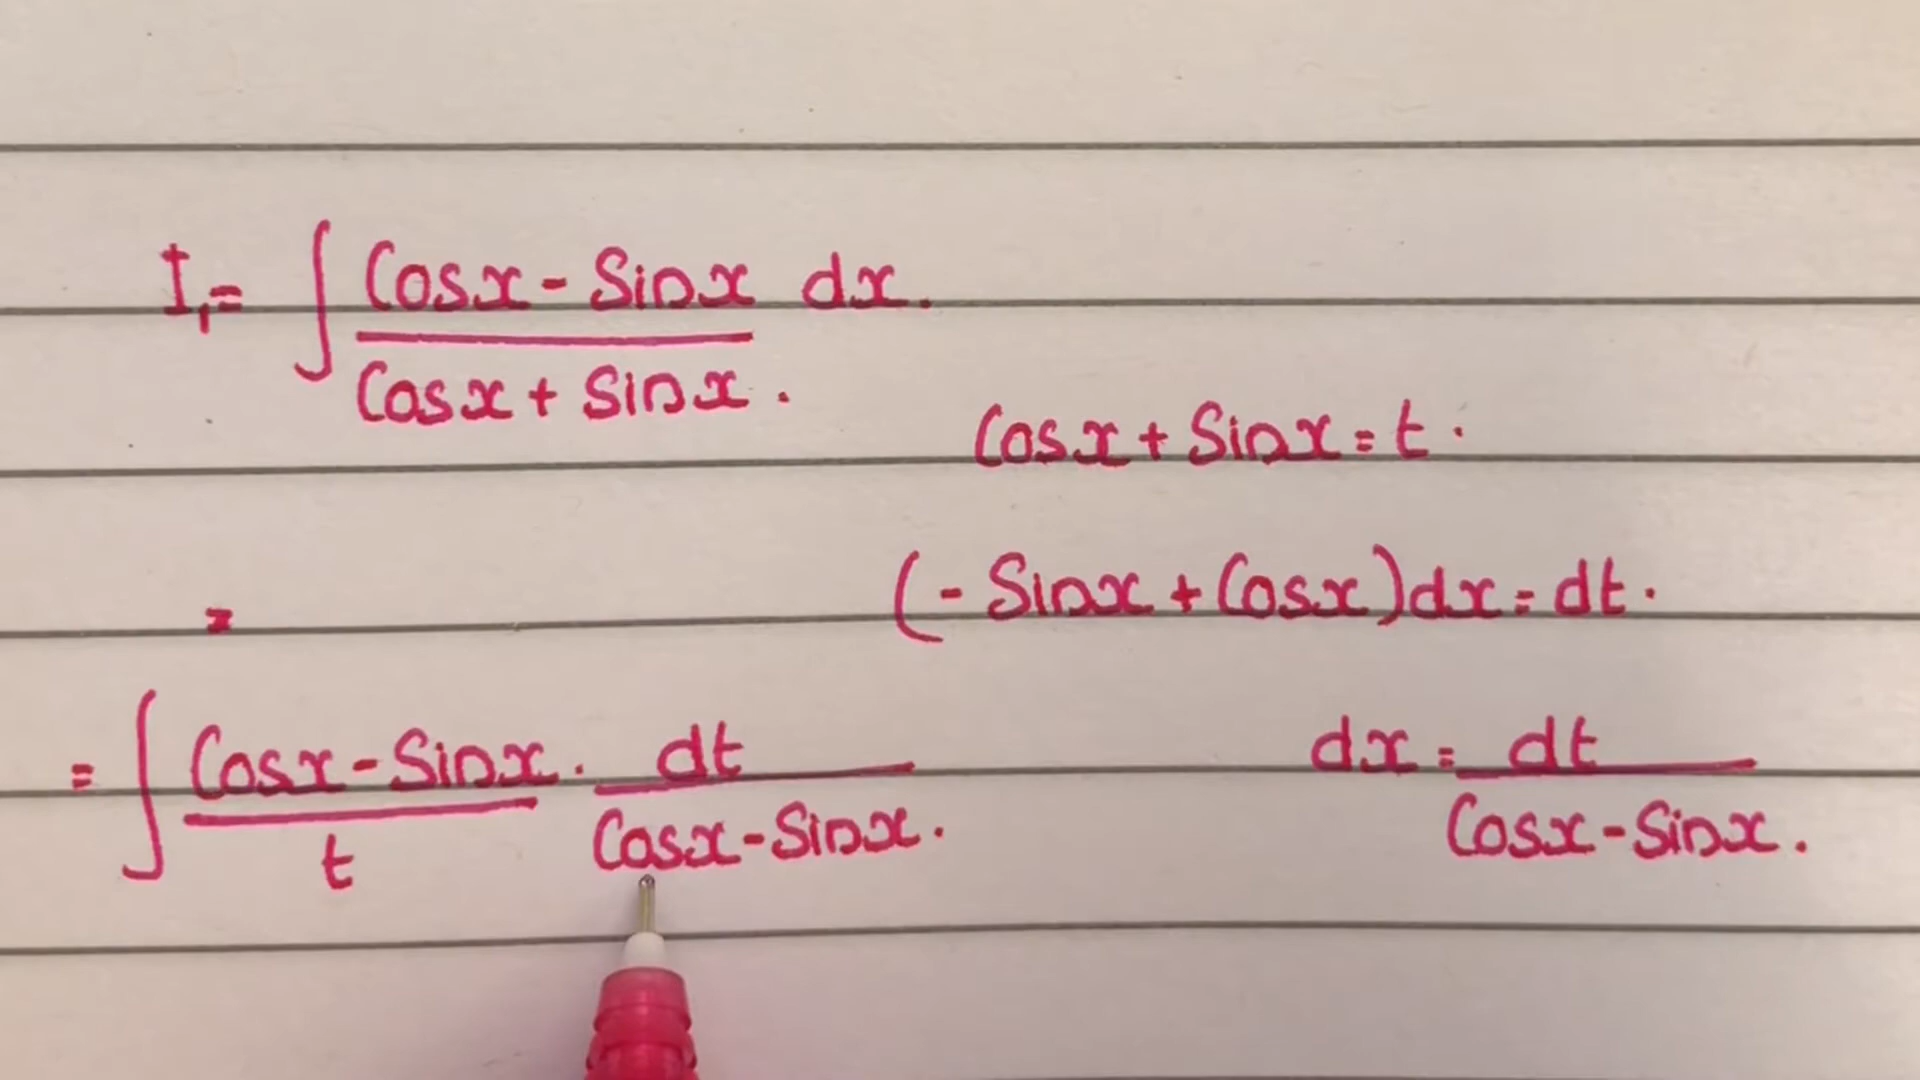 I₁ = ∫ Cosx - Sinx dx.
Cosx + Sinx.
Cosx + Sinx = t.
=
(- Sinx + Cosx)dx = dt.
= ∫ Cosx - Sinx . dt
t Cosx - Sinx.
dx = dt
Cosx - Sinx.